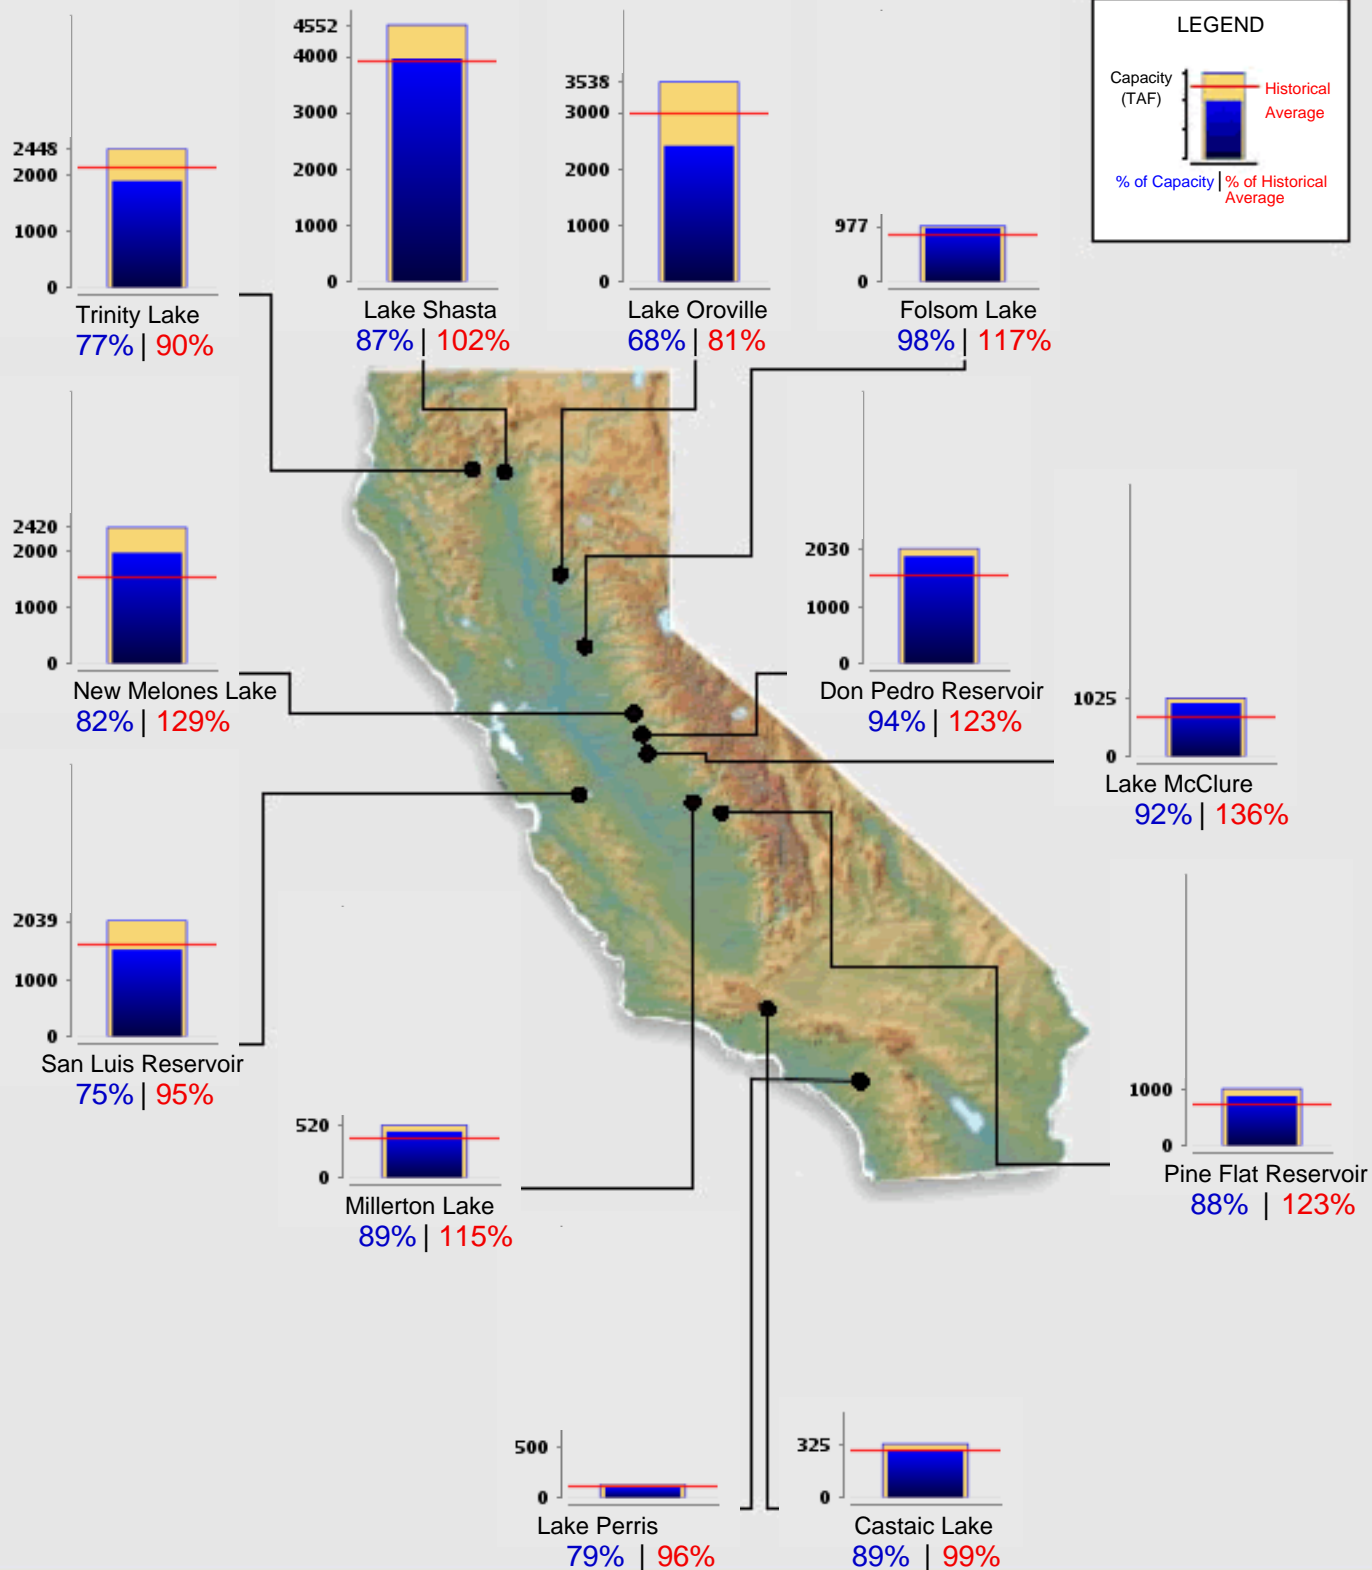 4552
4000
3000
2000
1000
0
Lake Shasta
87% | 102%
3538
3000
2000
1000
0
Lake Oroville
68% | 81%
LEGEND
Capacity
(TAF)
Historical
Average
% of Capacity | % of Historical
Average
2448
2000
1000
0
Trinity Lake
77% | 90%
977
0
Folsom Lake
98% | 117%
2420
2000
1000
0
New Melones Lake
82% | 129%
2030
1000
0
Don Pedro Reservoir
94% | 123%
1025
0
Lake McClure
92% | 136%
2039
1000
0
San Luis Reservoir
75% | 95%
520
0
Millerton Lake
89% | 115%
1000
0
Pine Flat Reservoir
88% | 123%
500
0
Lake Perris
79% | 96%
325
0
Castaic Lake
89% | 99%